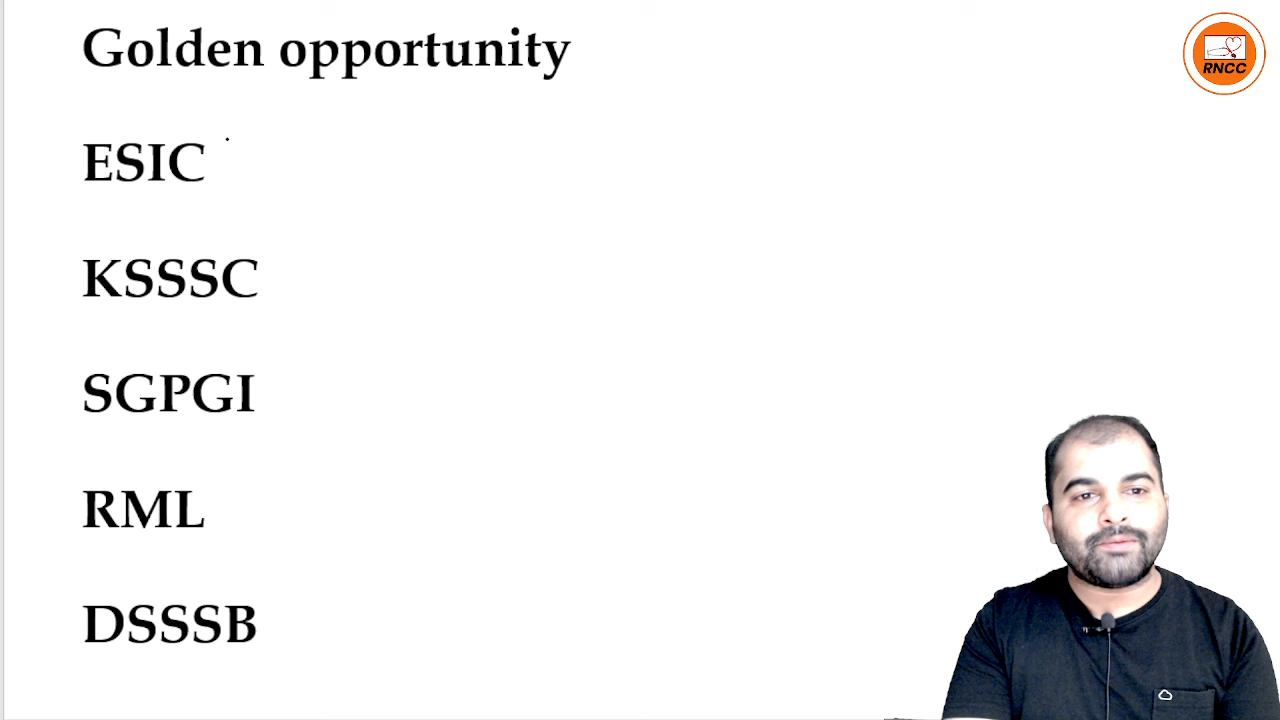 Golden opportunity
RNCC
ESIC
KSSSC
SGPGI
RML
DSSSB